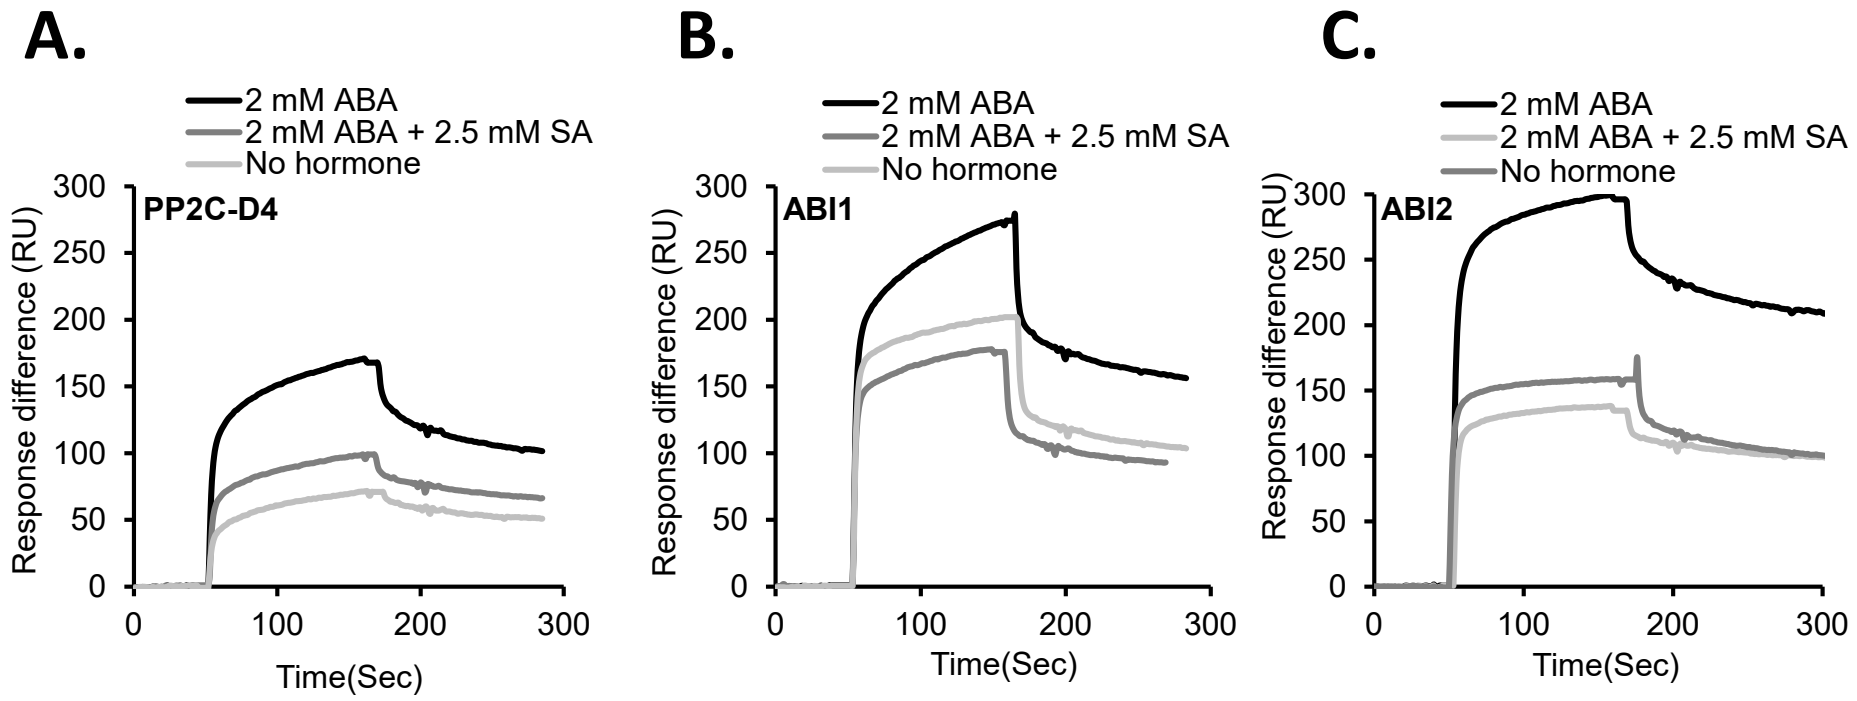 A.
2 mM ABA
2 mM ABA + 2.5 mM SA
No hormone
300
250
200
150
100
50
0
PP2C-D4
Response difference (RU)
0 100 200 300
Time(Sec)
B.
2 mM ABA
2 mM ABA + 2.5 mM SA
No hormone
300
250
200
150
100
50
0
ABI1
Response difference (RU)
0 100 200 300
Time(Sec)
C.
2 mM ABA
2 mM ABA + 2.5 mM SA
No hormone
300
250
200
150
100
50
0
ABI2
Response difference (RU)
0 100 200 300
Time(Sec)